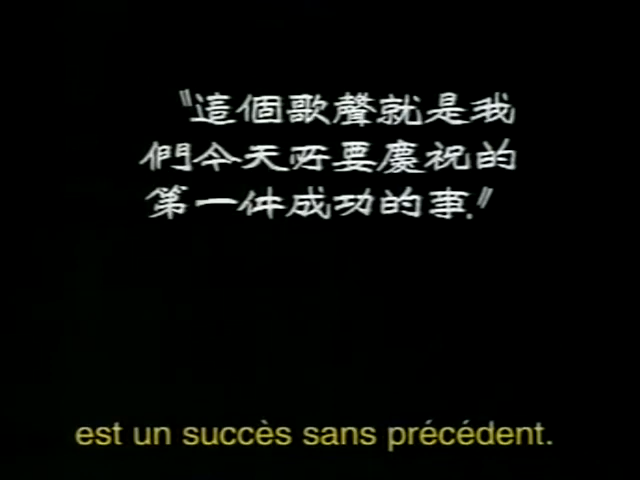 "這個歌聲就是我
們今天所要慶祝的
第一件成功的事."
est un succès sans précédent.